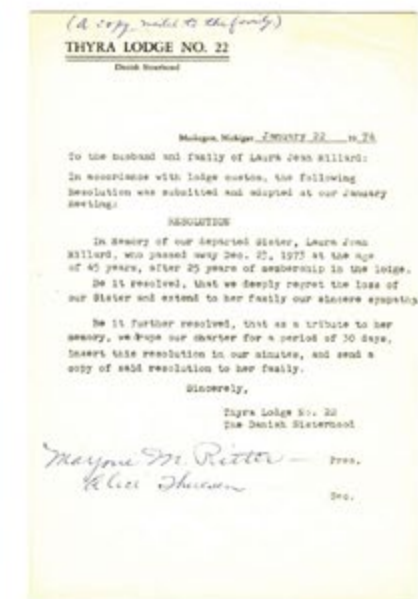 (A copy mailed to the family)
THYRA LODGE NO. 22
Danish Sisterhood
Muskegon, Michigan January 22 1974
To the husband and family of Laura Jean Hillard:
In accordance with lodge custom, the following
Resolution was submitted and adopted at our January
meeting:
RESOLUTION
In Memory of our departed Sister, Laura Jean
Hillard, who passed away Dec. 23, 1973 at the age
of 45 years, after 25 years of membership in the lodge.
Be it resolved, that we deeply regret the loss of
our Sister and extend to her family our sincere sympathy
Be it further resolved, that as a tribute to her
memory, we drape our charter for a period of 30 days,
insert this resolution in our minutes, and send a
copy of said resolution to her family.
Sincerely,
Thyra Lodge No. 22
The Danish Sisterhood
Marjorie M. Ritter — Pres.
Alice Thuesen
Sec.